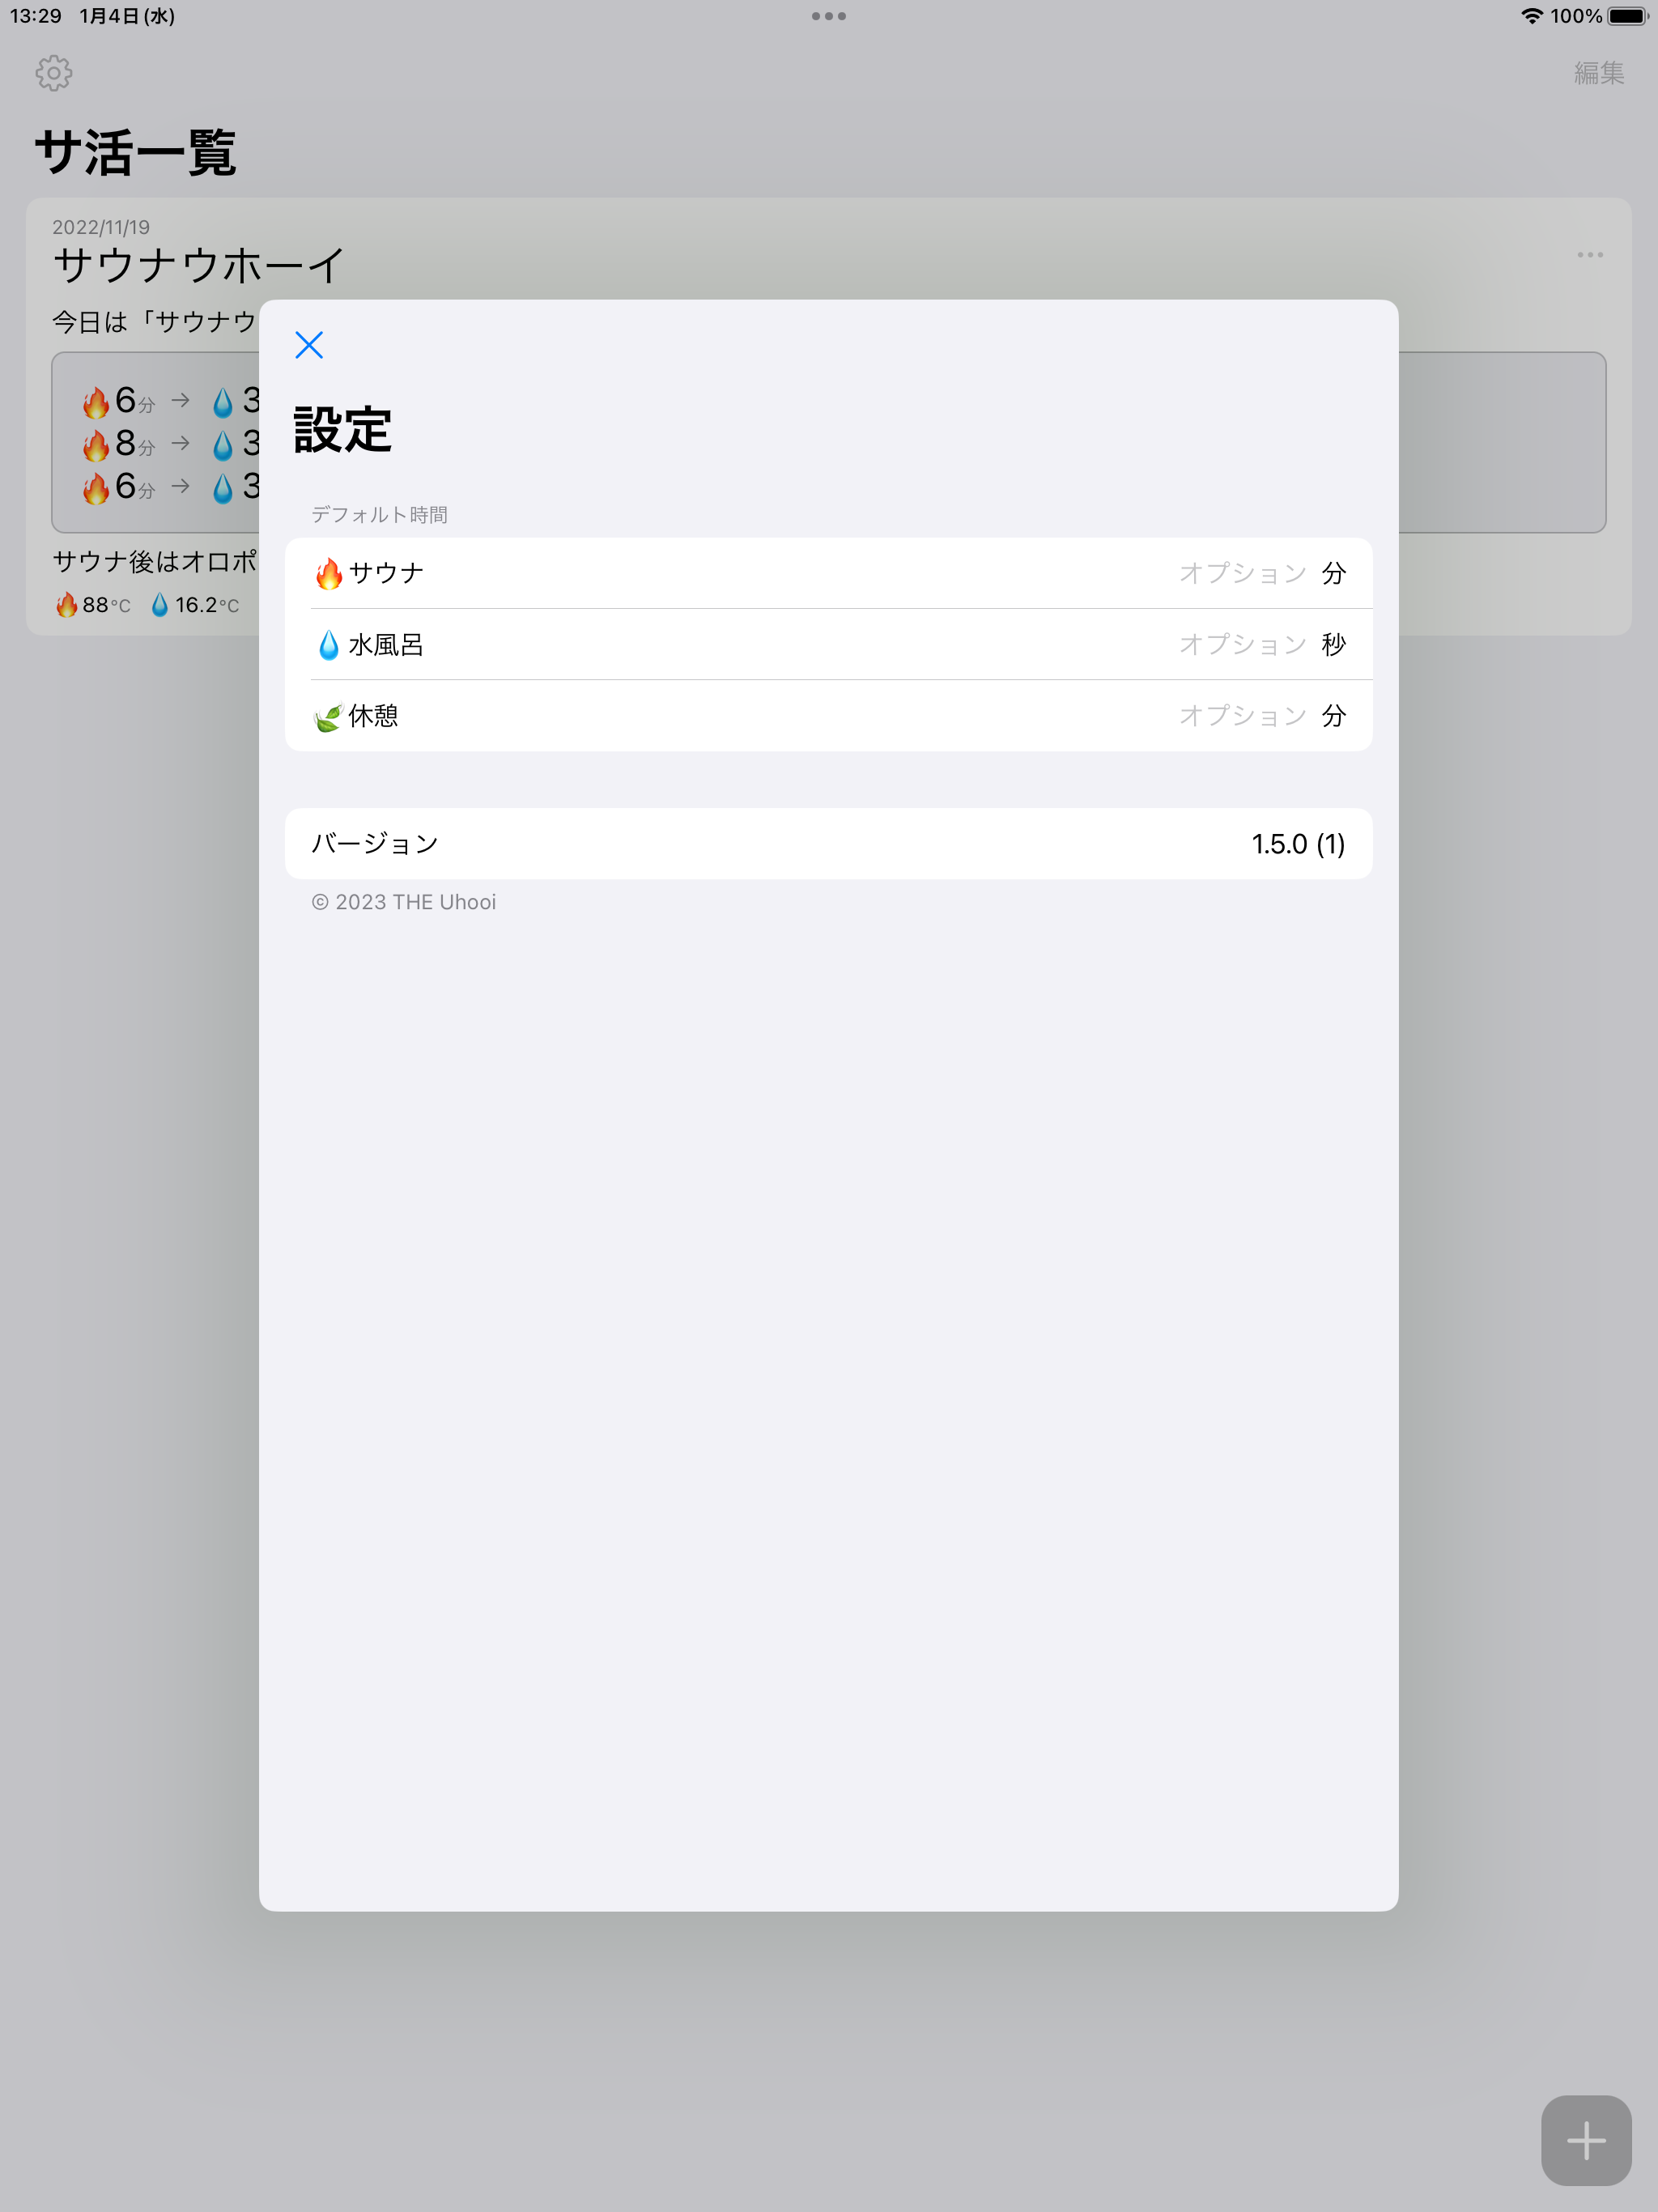 13:29 1月4日(水) 100%
編集
サ活一覧
2022/11/19
サウナウホーイ
今日は「サウナウ
🔥6分 → 💧3
🔥8分 → 💧3
🔥6分 → 💧3
サウナ後はオロポ
🔥88℃ 💧16.2℃
設定
デフォルト時間
🔥サウナ オプション 分
💧水風呂 オプション 秒
🍃休憩 オプション 分
バージョン 1.5.0 (1)
© 2023 THE Uhooi